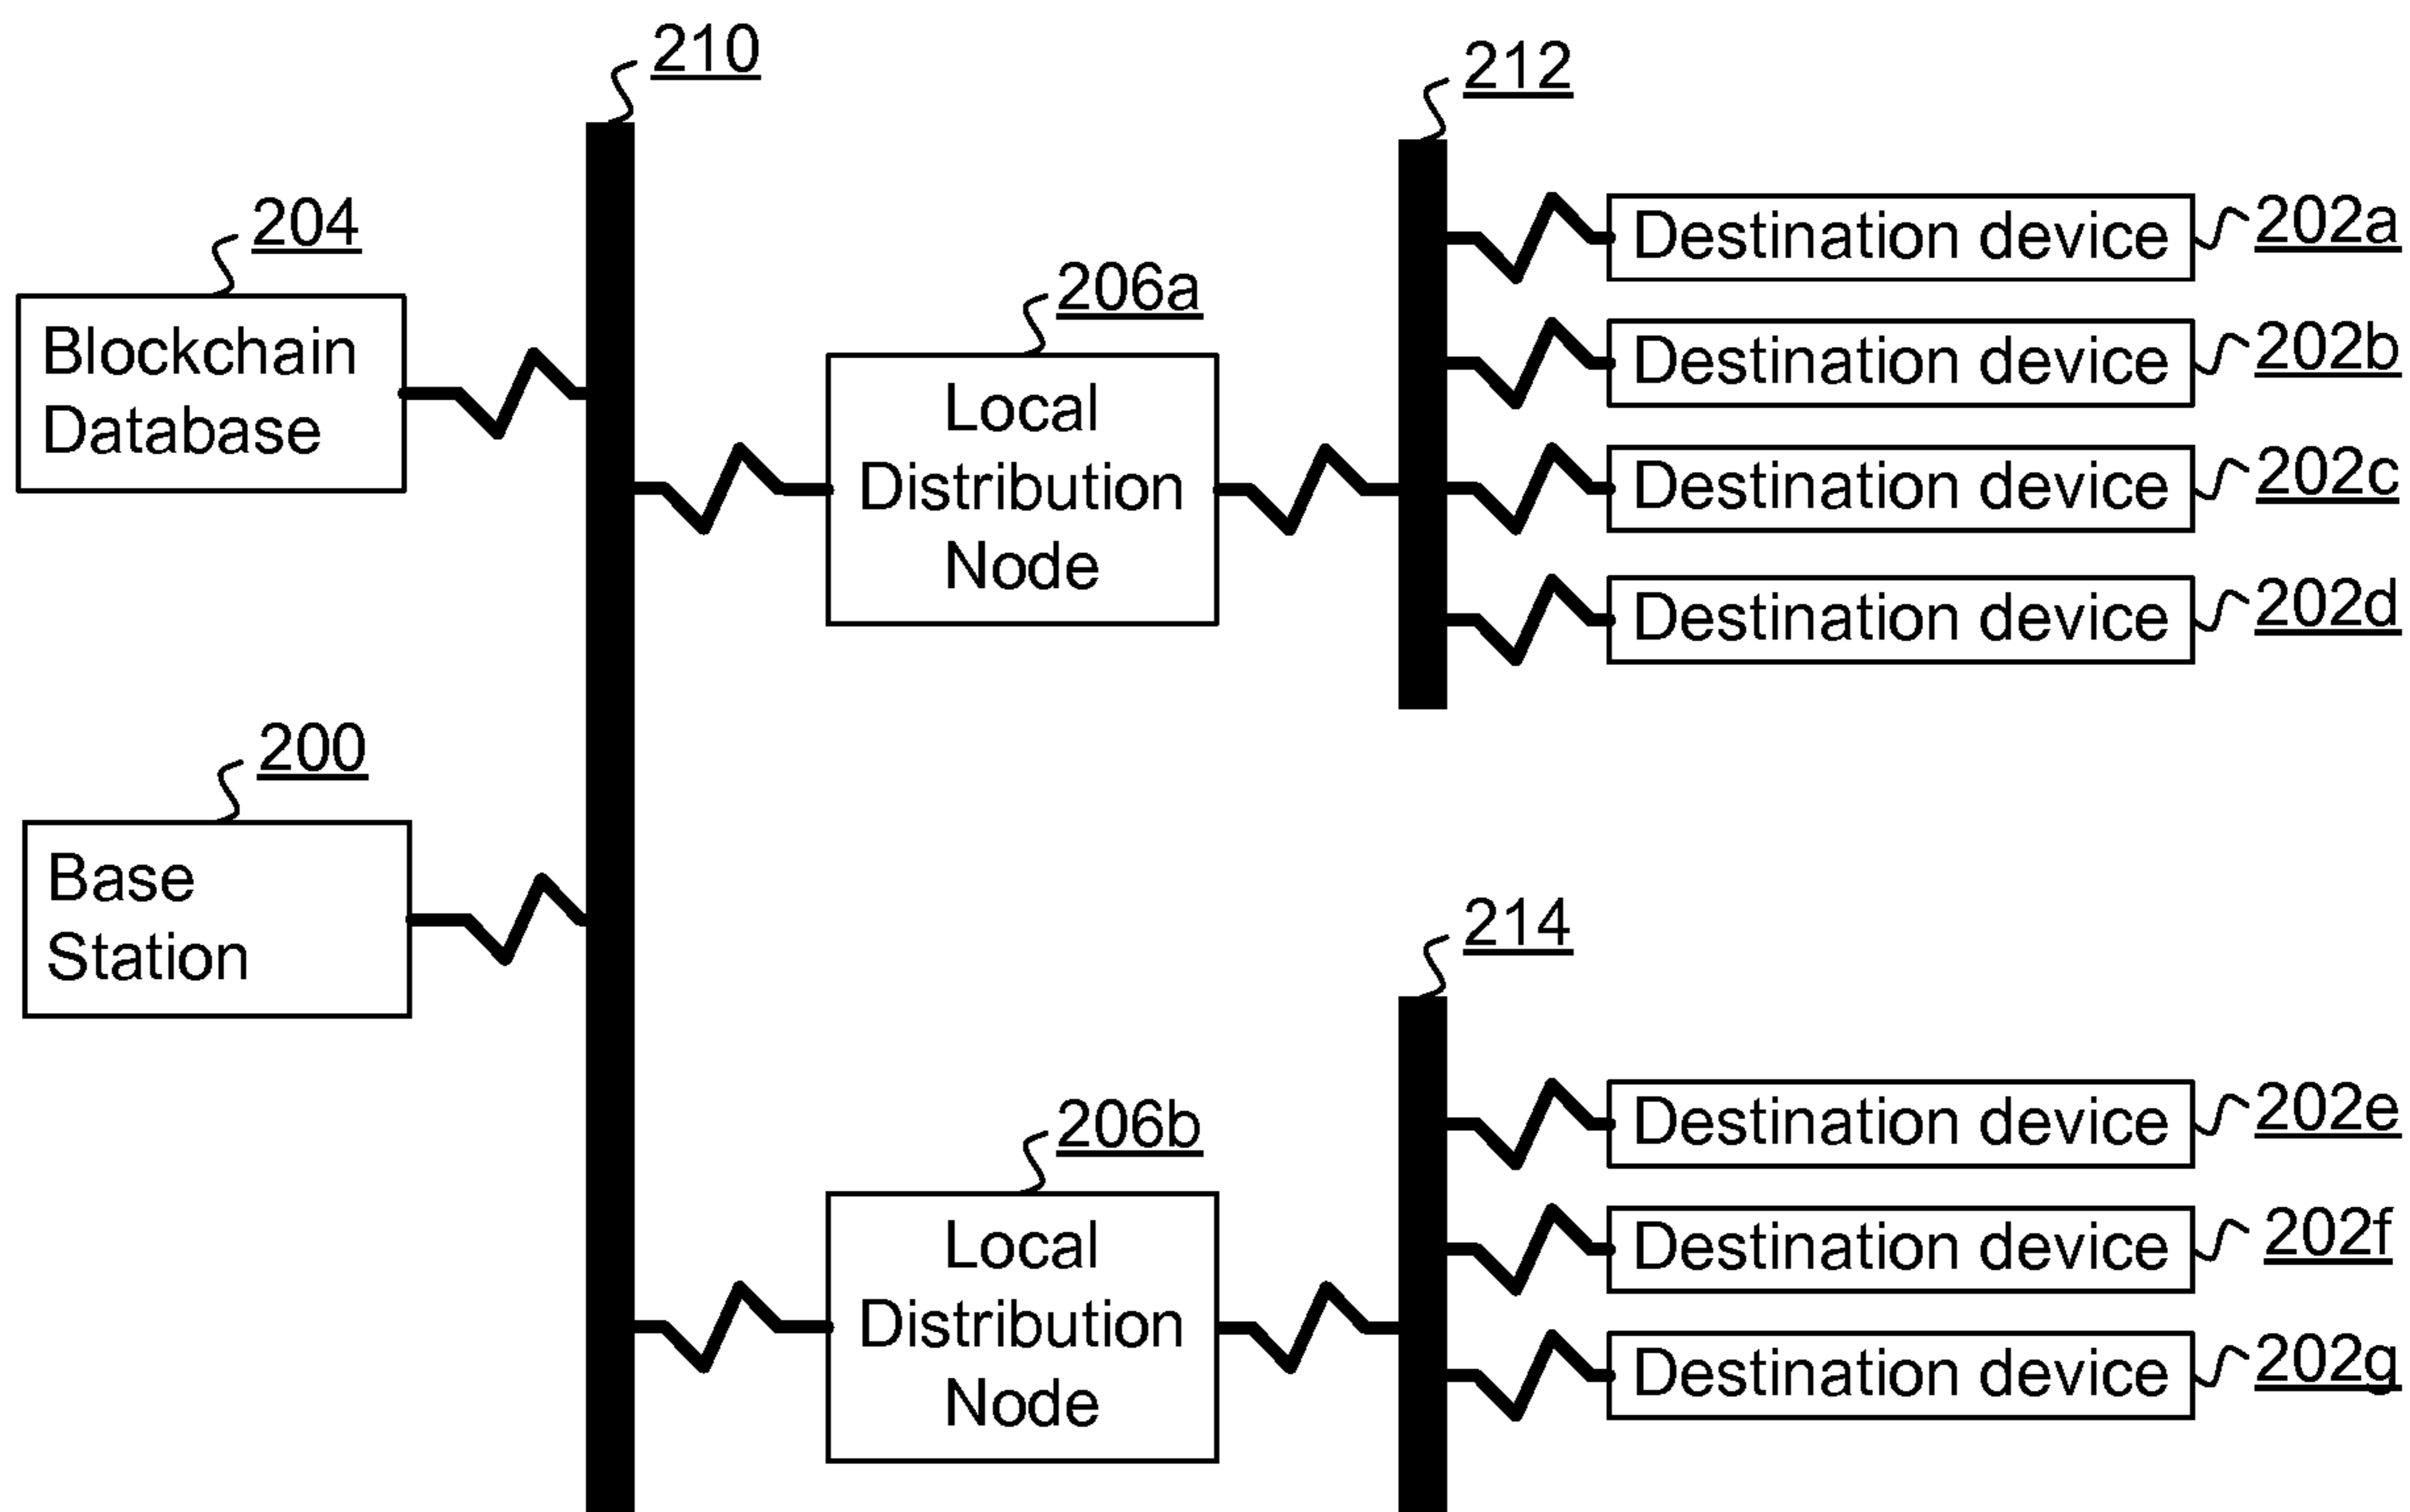 210
212
204
Blockchain
Database
206a
Local
Distribution
Node
Destination device 202a
Destination device 202b
Destination device 202c
Destination device 202d
200
Base
Station
214
206b
Local
Distribution
Node
Destination device 202e
Destination device 202f
Destination device 202g